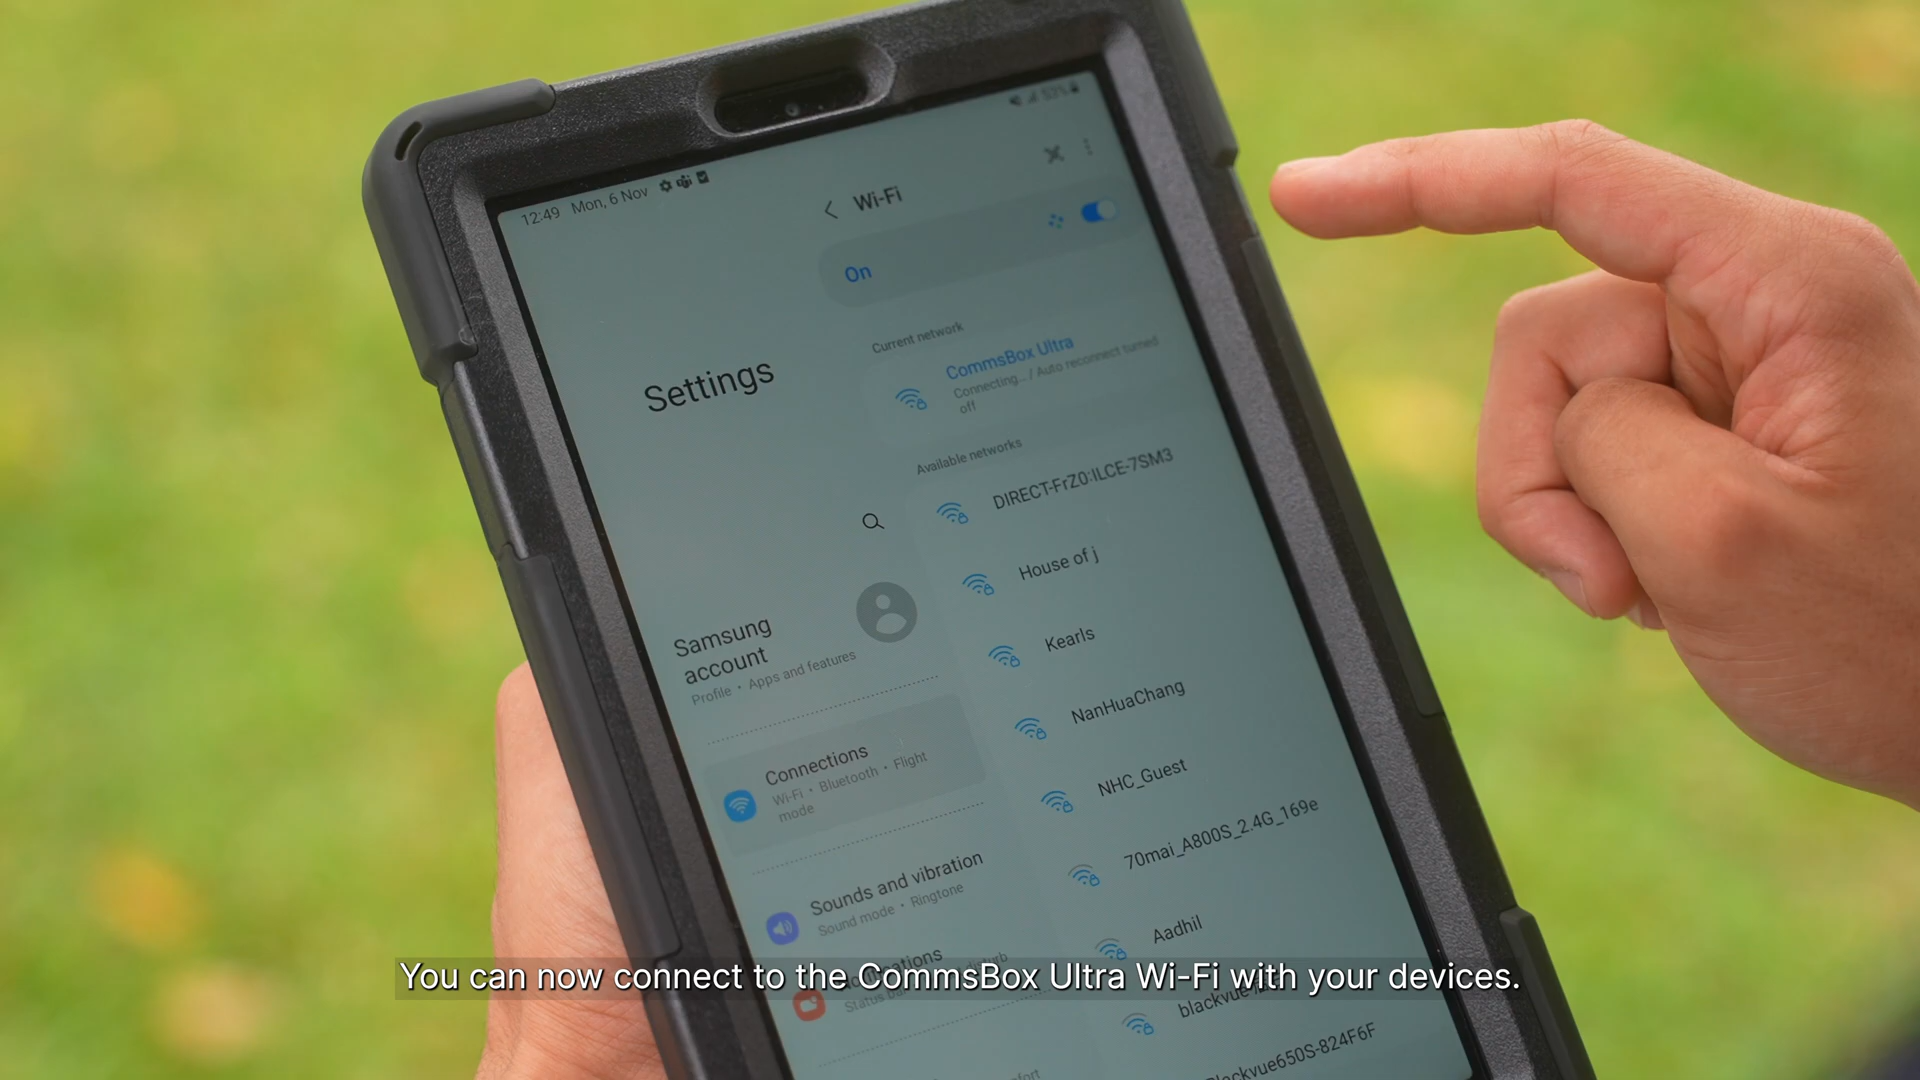 12:49 Mon, 6 Nov
53%
Wi-Fi
On
Current network
CommsBox Ultra
Connecting... / Auto reconnect turned
off
Available networks
DIRECT-FrZ0:ILCE-7SM3
House of j
Kearls
NanHuaChang
NHC_Guest
70mai_A800S_2.4G_169e
Aadhil
Settings
Samsung
account
Profile • Apps and features
Connections
Wi-Fi • Bluetooth • Flight
mode
Sounds and vibration
Sound mode • Ringtone
You can now connect to the CommsBox Ultra Wi-Fi with your devices.